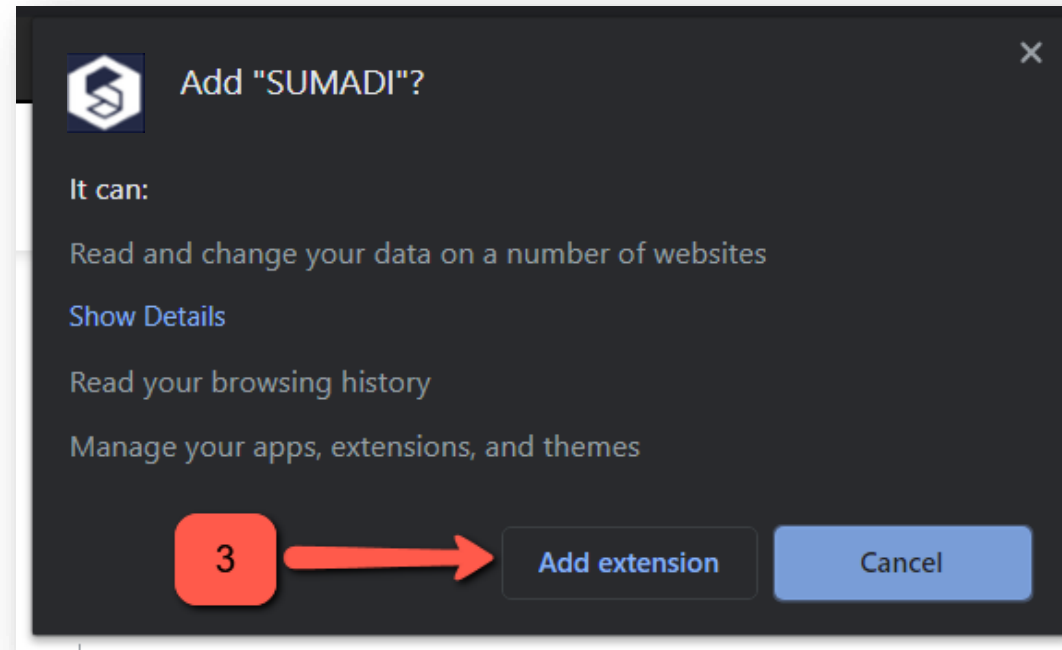 Add "SUMADI"?
It can:
Read and change your data on a number of websites
Show Details
Read your browsing history
Manage your apps, extensions, and themes
3
Add extension
Cancel